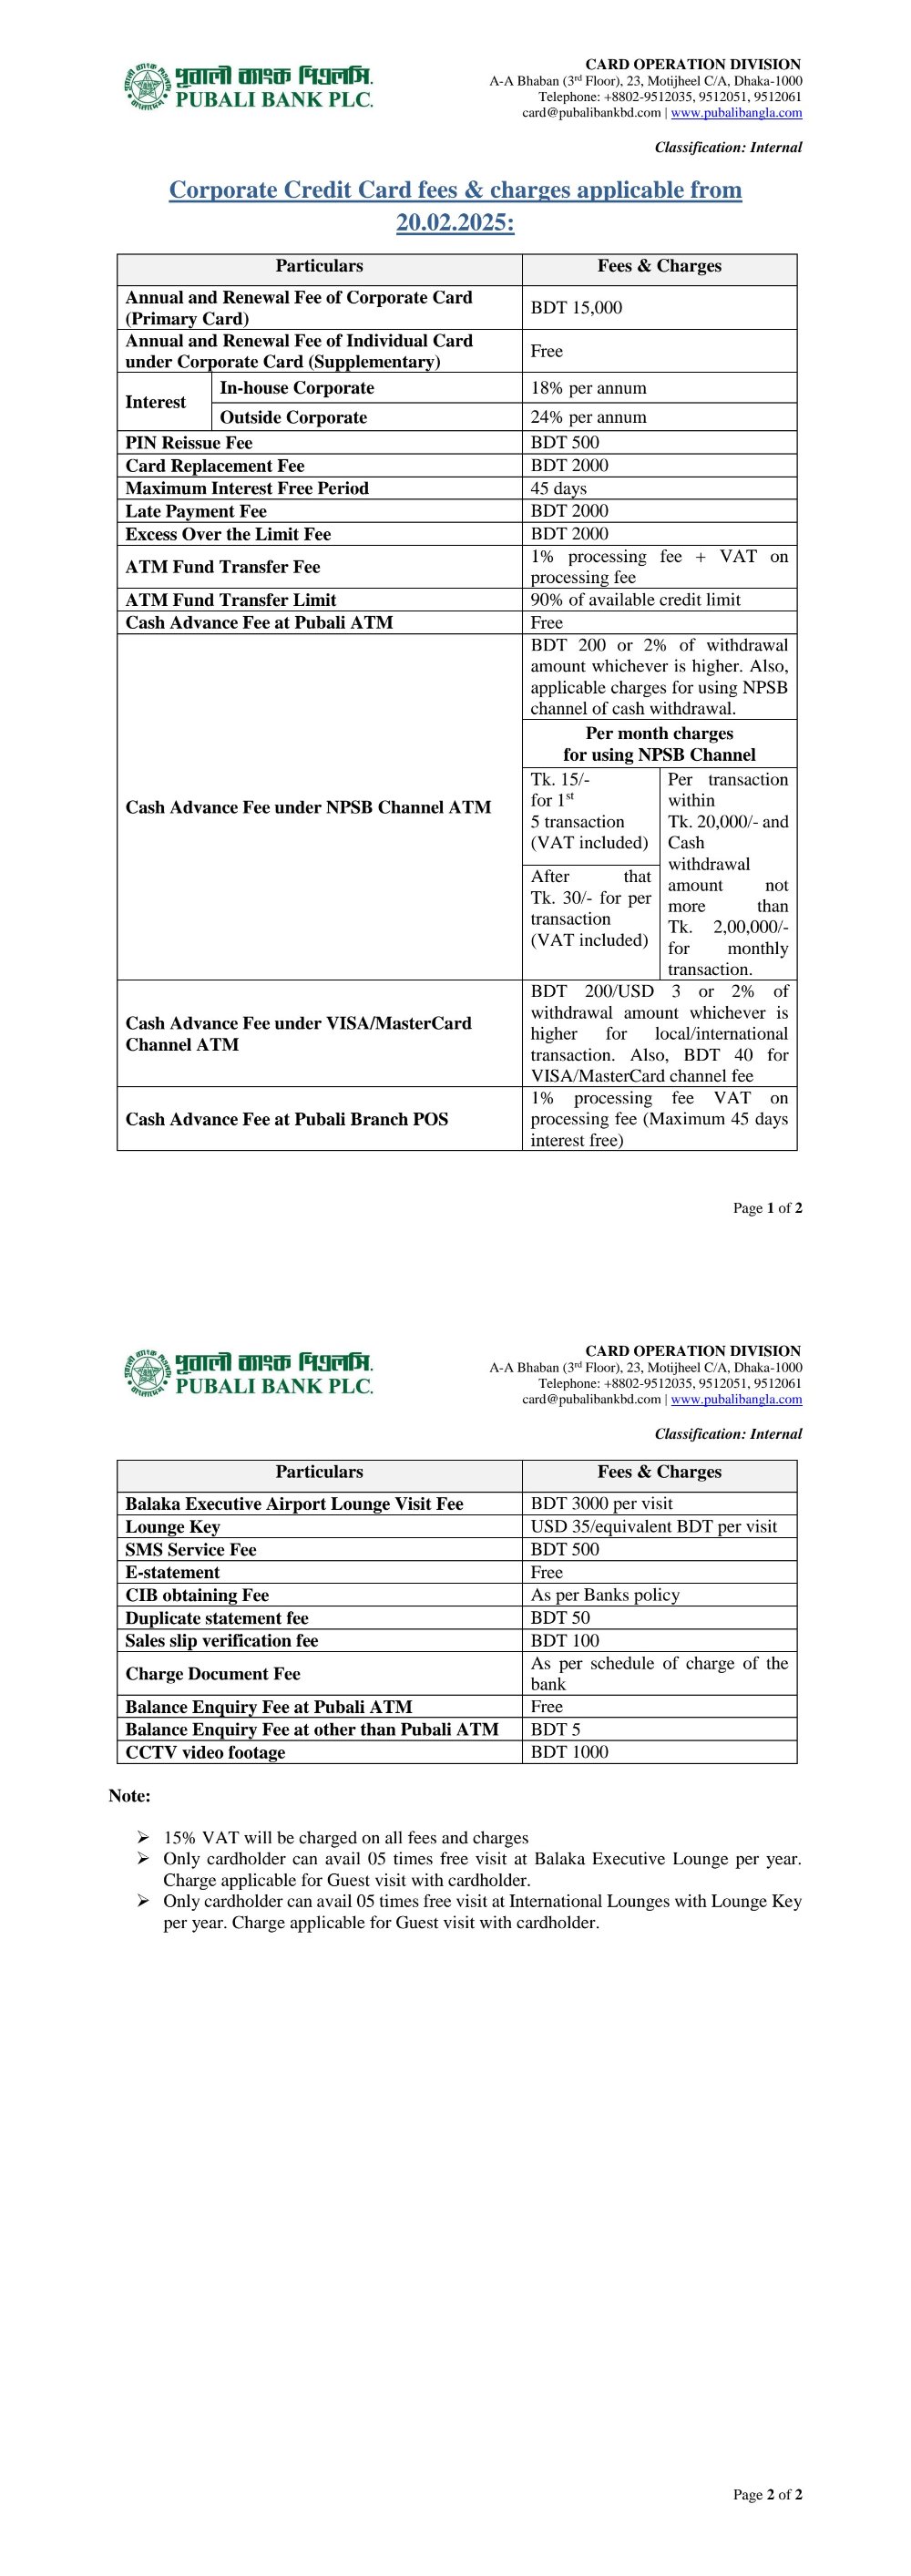 পূবালী ব্যাংক পিএলসি.
PUBALI BANK PLC.
CARD OPERATION DIVISION
A-A Bhaban (3rd Floor), 23, Motijheel C/A, Dhaka-1000
Telephone: +8802-9512035, 9512051, 9512061
card@pubalibankbd.com | www.pubalibangla.com
Classification: Internal
Corporate Credit Card fees & charges applicable from
20.02.2025:
Particulars Fees & Charges
Annual and Renewal Fee of Corporate Card
(Primary Card)
BDT 15,000
Annual and Renewal Fee of Individual Card
under Corporate Card (Supplementary)
Free
Interest
In-house Corporate 18% per annum
Outside Corporate 24% per annum
PIN Reissue Fee BDT 500
Card Replacement Fee BDT 2000
Maximum Interest Free Period 45 days
Late Payment Fee BDT 2000
Excess Over the Limit Fee BDT 2000
ATM Fund Transfer Fee
1% processing fee + VAT on
processing fee
ATM Fund Transfer Limit 90% of available credit limit
Cash Advance Fee at Pubali ATM Free
Cash Advance Fee under NPSB Channel ATM
BDT 200 or 2% of withdrawal
amount whichever is higher. Also,
applicable charges for using NPSB
channel of cash withdrawal.
Per month charges
for using NPSB Channel
Tk. 15/-
for 1st
5 transaction
(VAT included)
After that
Tk. 30/- for per
transaction
(VAT included)
Per transaction
within
Tk. 20,000/- and
Cash
withdrawal
amount not
more than
Tk. 2,00,000/-
for monthly
transaction.
Cash Advance Fee under VISA/MasterCard
Channel ATM
BDT 200/USD 3 or 2% of
withdrawal amount whichever is
higher for local/international
transaction. Also, BDT 40 for
VISA/MasterCard channel fee
Cash Advance Fee at Pubali Branch POS
1% processing fee VAT on
processing fee (Maximum 45 days
interest free)
Page 1 of 2
পূবালী ব্যাংক পিএলসি.
PUBALI BANK PLC.
CARD OPERATION DIVISION
A-A Bhaban (3rd Floor), 23, Motijheel C/A, Dhaka-1000
Telephone: +8802-9512035, 9512051, 9512061
card@pubalibankbd.com | www.pubalibangla.com
Classification: Internal
Particulars Fees & Charges
Balaka Executive Airport Lounge Visit Fee BDT 3000 per visit
Lounge Key USD 35/equivalent BDT per visit
SMS Service Fee BDT 500
E-statement Free
CIB obtaining Fee As per Banks policy
Duplicate statement fee BDT 50
Sales slip verification fee BDT 100
Charge Document Fee
As per schedule of charge of the
bank
Balance Enquiry Fee at Pubali ATM Free
Balance Enquiry Fee at other than Pubali ATM BDT 5
CCTV video footage BDT 1000
Note:
➢ 15% VAT will be charged on all fees and charges
➢ Only cardholder can avail 05 times free visit at Balaka Executive Lounge per year.
Charge applicable for Guest visit with cardholder.
➢ Only cardholder can avail 05 times free visit at International Lounges with Lounge Key
per year. Charge applicable for Guest visit with cardholder.
Page 2 of 2